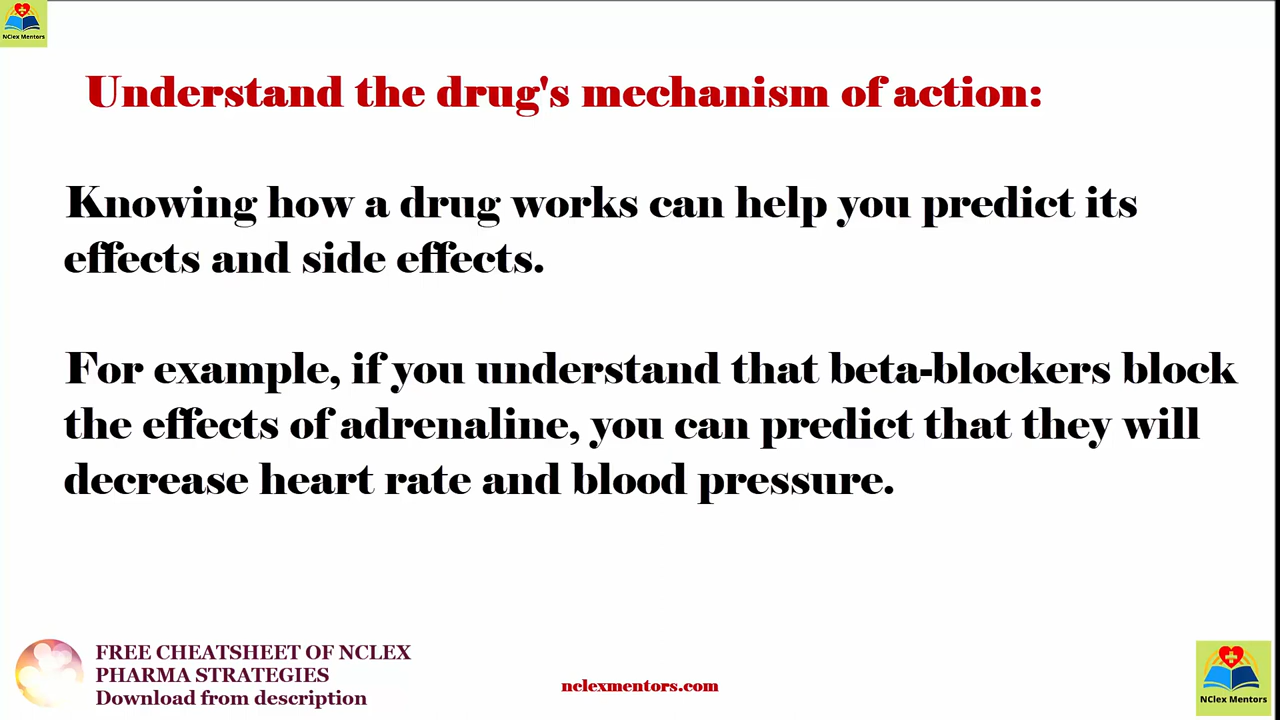 NClex Mentors
Understand the drug's mechanism of action:
Knowing how a drug works can help you predict its
effects and side effects.
For example, if you understand that beta-blockers block
the effects of adrenaline, you can predict that they will
decrease heart rate and blood pressure.
FREE CHEATSHEET OF NCLEX
PHARMA STRATEGIES
Download from description
nclexmentors.com
NClex Mentors